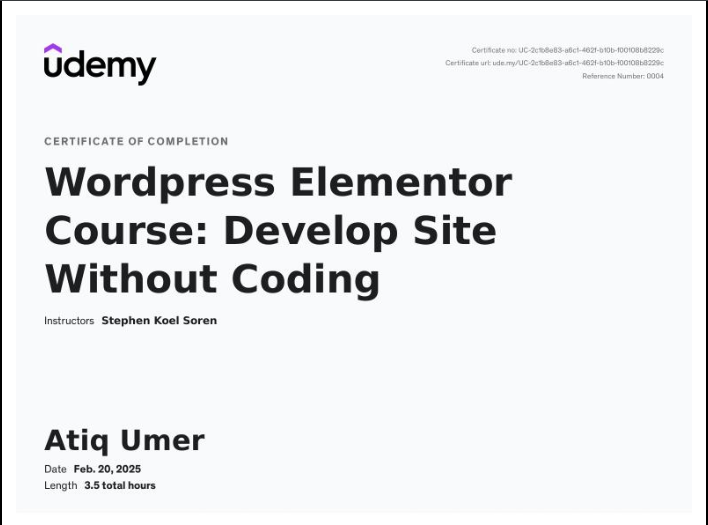 udemy
Certificate no: UC-2c1b8e83-a6c1-462f-b10b-f00108b8229c
Certificate url: ude.my/UC-2c1b8e83-a6c1-462f-b10b-f00108b8229c
Reference Number: 0004
CERTIFICATE OF COMPLETION
Wordpress Elementor
Course: Develop Site
Without Coding
Instructors Stephen Koel Soren
Atiq Umer
Date Feb. 20, 2025
Length 3.5 total hours